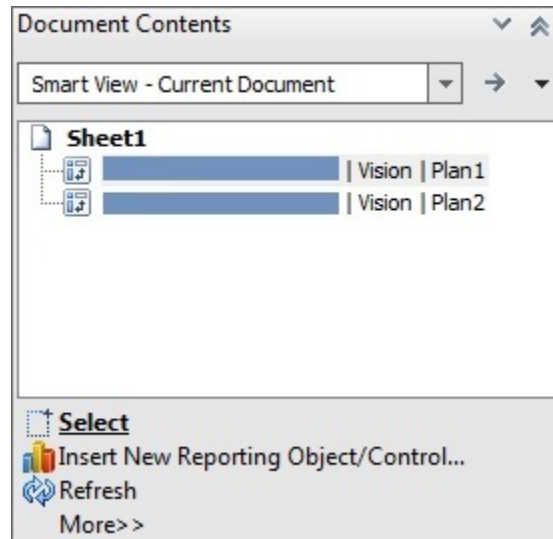 Document Contents
Smart View - Current Document
Sheet1
| Vision | Plan1
| Vision | Plan2
Select
Insert New Reporting Object/Control...
Refresh
More>>